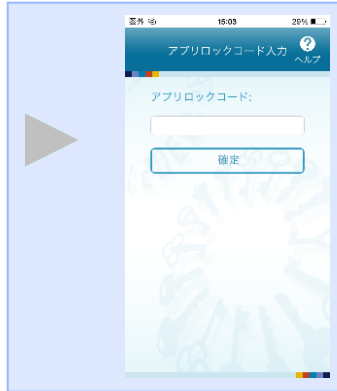 圏外 15:03 29%
アプリロックコード入力 ?
ヘルプ
アプリロックコード:
確定